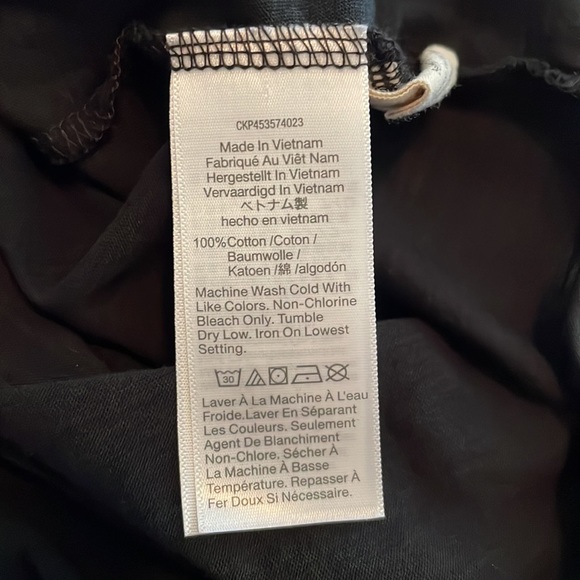 CKP453574023
Made In Vietnam
Fabriqué Au Viêt Nam
Hergestellt In Vietnam
Vervaardigd In Vietnam
ベトナム製
hecho en vietnam
100%Cotton /Coton /
Baumwolle /
Katoen /綿 /algodón
Machine Wash Cold With
Like Colors. Non-Chlorine
Bleach Only. Tumble
Dry Low. Iron On Lowest
Setting.
30
Laver À La Machine À L'eau
Froide.Laver En Séparant
Les Couleurs. Seulement
Agent De Blanchiment
Non-Chlore. Sécher À
La Machine À Basse
Température. Repasser À
Fer Doux Si Nécessaire.